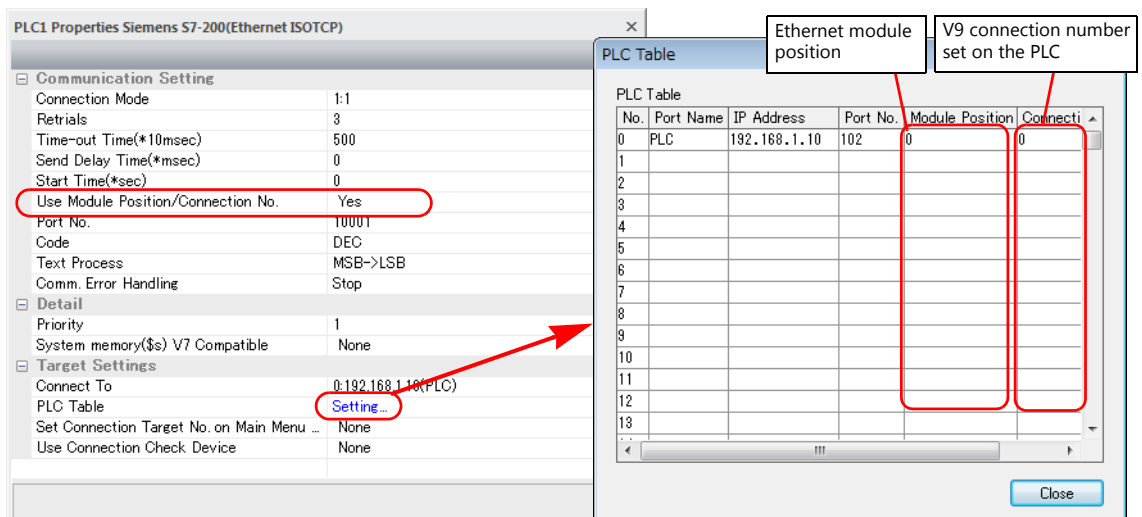 PLC1 Properties Siemens S7-200(Ethernet ISOTCP)
Communication Setting
Connection Mode 1:1
Retrials 3
Time-out Time(*10msec) 500
Send Delay Time(*msec) 0
Start Time(*sec) 0
Use Module Position/Connection No. Yes
Port No. 10001
Code DEC
Text Process MSB->LSB
Comm. Error Handling Stop
Detail
Priority 1
System memory($s) V7 Compatible None
Target Settings
Connect To 0:192.168.1.10(PLC)
PLC Table Setting...
Set Connection Target No. on Main Menu ... None
Use Connection Check Device None
Ethernet module
position
V9 connection number
set on the PLC
PLC Table
PLC Table
No. Port Name IP Address Port No. Module Position Connecti
0 PLC 192.168.1.10 102 0 0
1
2
3
4
5
6
7
8
9
10
11
12
13
Close